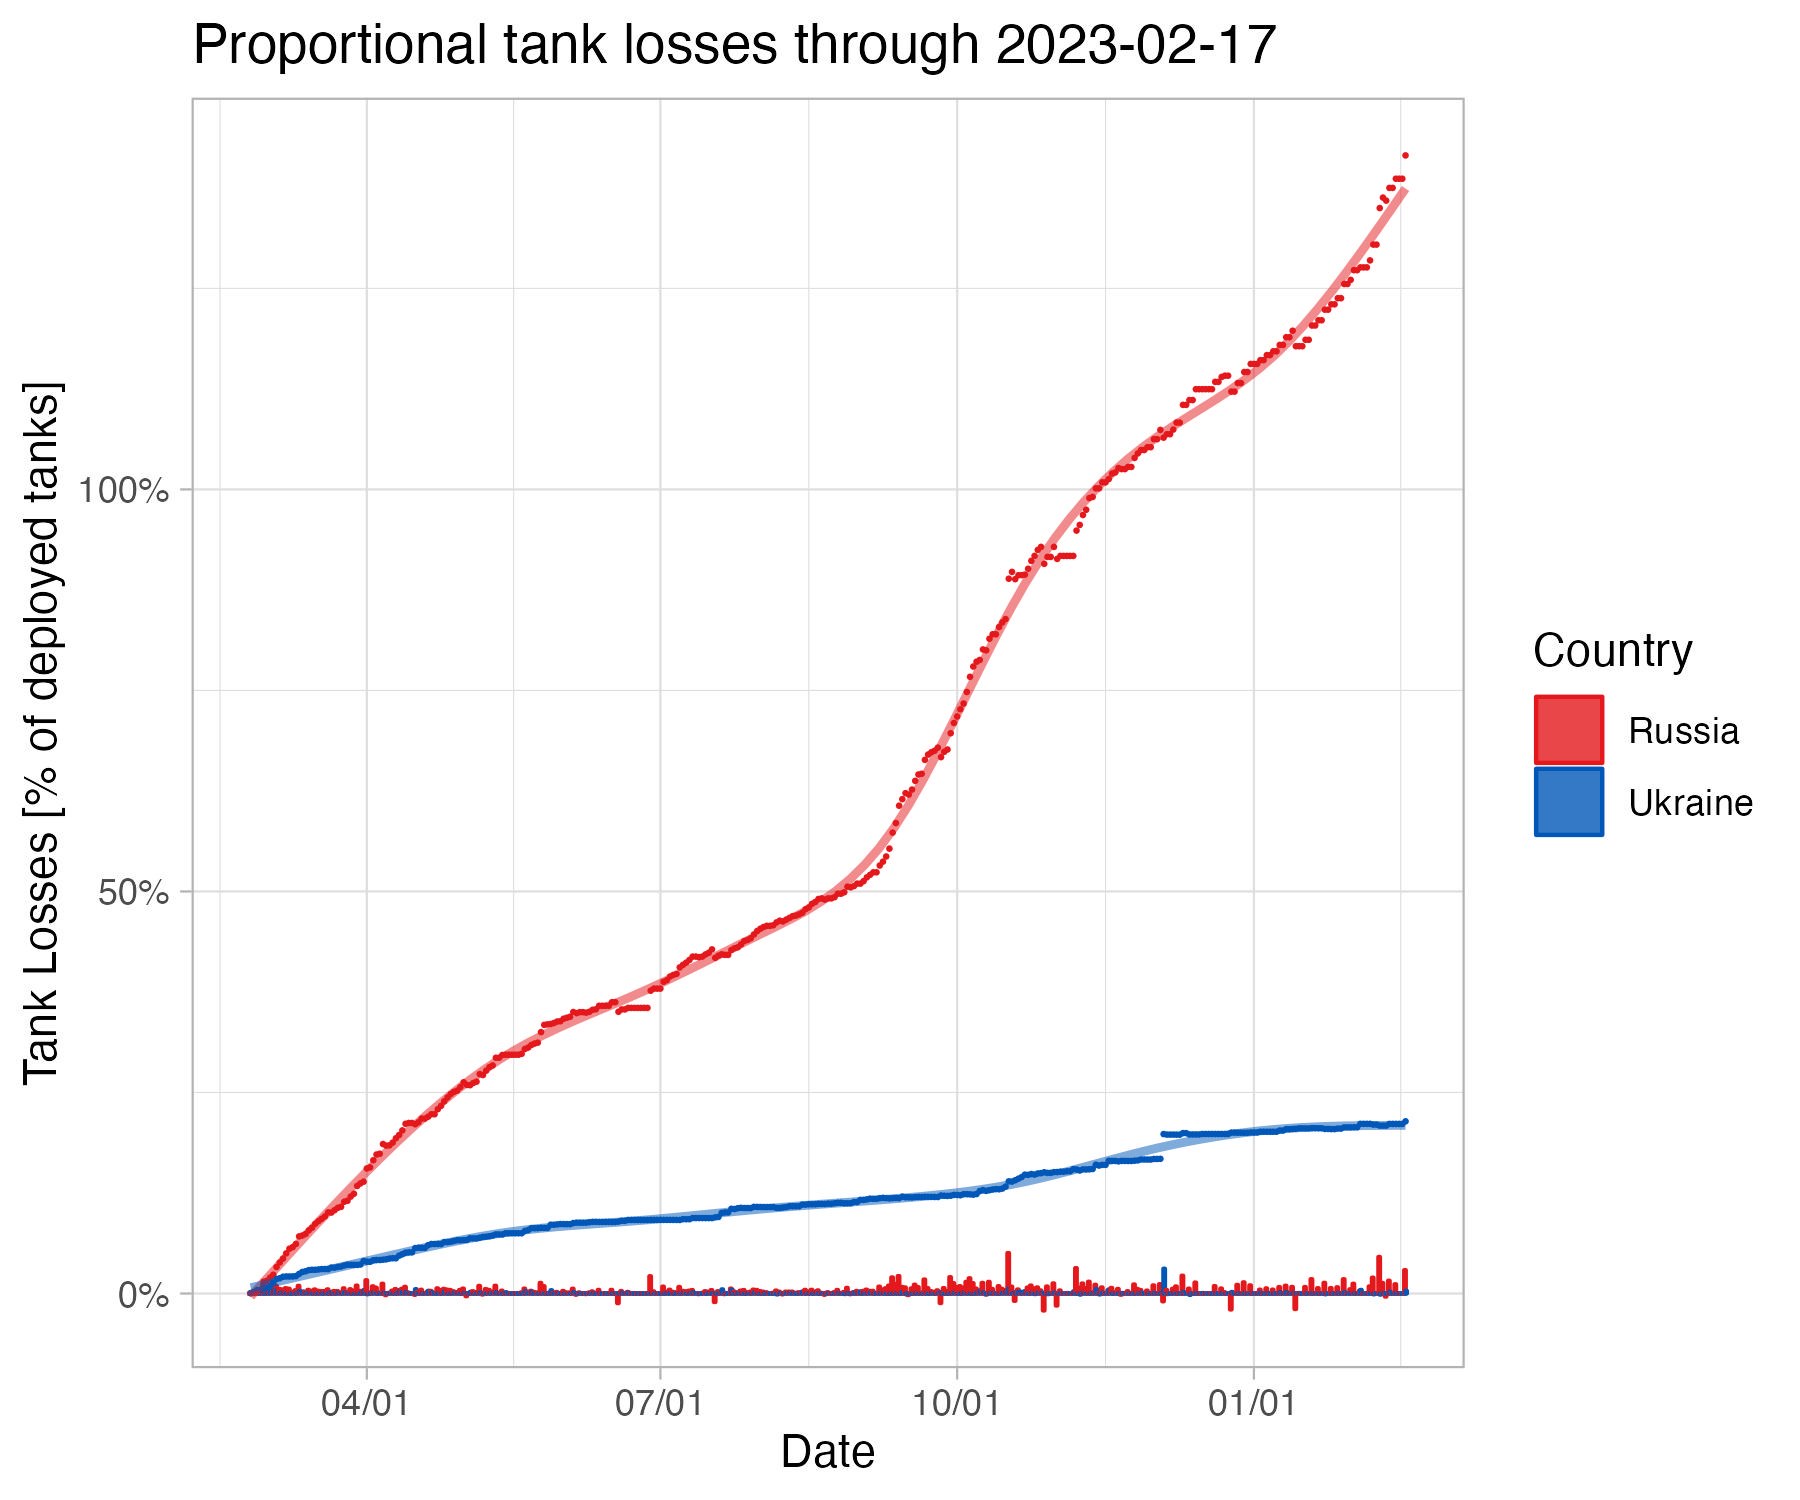 Proportional tank losses through 2023-02-17
Tank Losses [% of deployed tanks]
100%
50%
0%
04/01
07/01
10/01
01/01
Date
Country
Russia
Ukraine